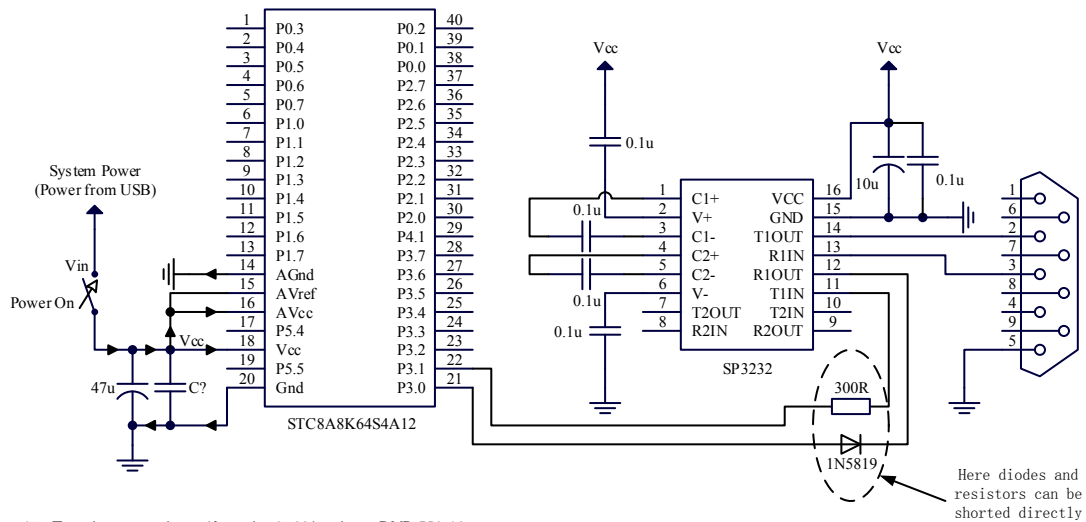 System Power
(Power from USB)
Vin
Power On
47u
C?
Vcc
1 P0.3 P0.2 40
2 P0.4 P0.1 39
3 P0.5 P0.0 38
4 P0.6 P2.7 37
5 P0.7 P2.6 36
6 P1.0 P2.5 35
7 P1.1 P2.4 34
8 P1.2 P2.3 33
9 P1.3 P2.2 32
10 P1.4 P2.1 31
11 P1.5 P2.0 30
12 P1.6 P4.1 29
13 P1.7 P3.7 28
14 AGnd P3.6 27
15 AVref P3.5 26
16 AVcc P3.4 25
17 P5.4 P3.3 24
18 Vcc P3.2 23
19 P5.5 P3.1 22
20 Gnd P3.0 21
STC8A8K64S4A12
Vcc
0.1u
0.1u
0.1u
0.1u
1 C1+ VCC 16
2 V+ GND 15
3 C1- T1OUT 14
4 C2+ R1IN 13
5 C2- R1OUT 12
6 V- T1IN 11
7 T2OUT T2IN 10
8 R2IN R2OUT 9
SP3232
Vcc
10u
0.1u
1
6
2
7
3
8
4
9
5
300R
1N5819
Here diodes and
resistors can be
shorted directly